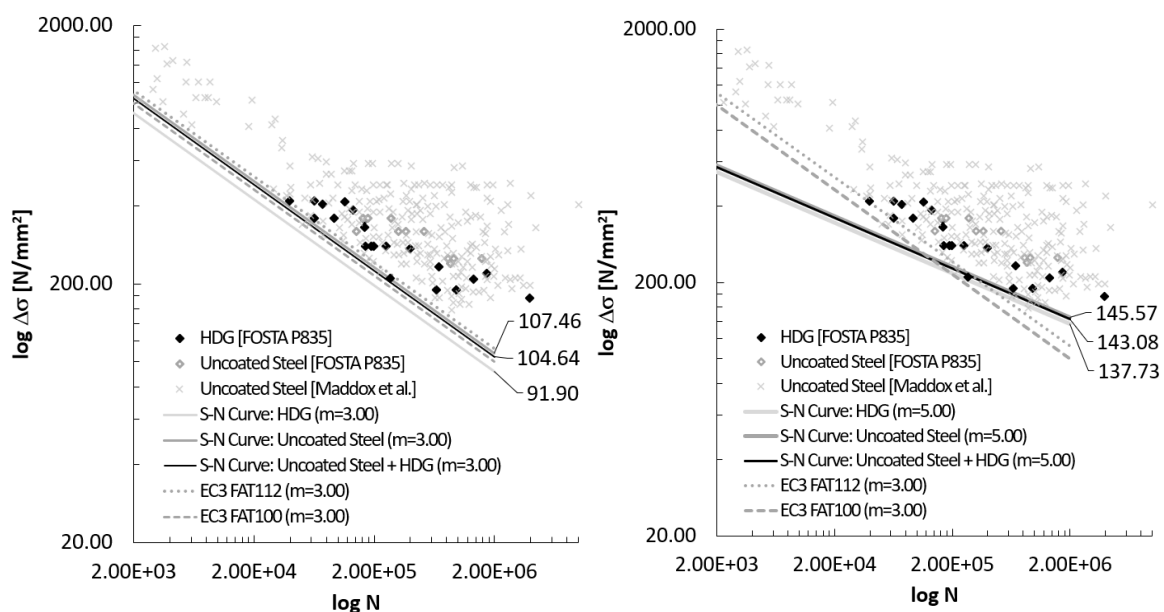 2000.00
200.00
20.00
log Δσ [N/mm²]
107.46
104.64
91.90
HDG [FOSTA P835]
Uncoated Steel [FOSTA P835]
Uncoated Steel [Maddox et al.]
S-N Curve: HDG (m=3.00)
S-N Curve: Uncoated Steel (m=3.00)
S-N Curve: Uncoated Steel + HDG (m=3.00)
EC3 FAT112 (m=3.00)
EC3 FAT100 (m=3.00)
2.00E+03 2.00E+04 2.00E+05 2.00E+06
log N
2000.00
200.00
20.00
log Δσ [N/mm²]
145.57
143.08
137.73
HDG [FOSTA P835]
Uncoated Steel [FOSTA P835]
Uncoated Steel [Maddox et al.]
S-N Curve: HDG (m=5.00)
S-N Curve: Uncoated Steel (m=5.00)
S-N Curve: Uncoated Steel + HDG (m=5.00)
EC3 FAT112 (m=3.00)
EC3 FAT100 (m=3.00)
2.00E+03 2.00E+04 2.00E+05 2.00E+06
log N